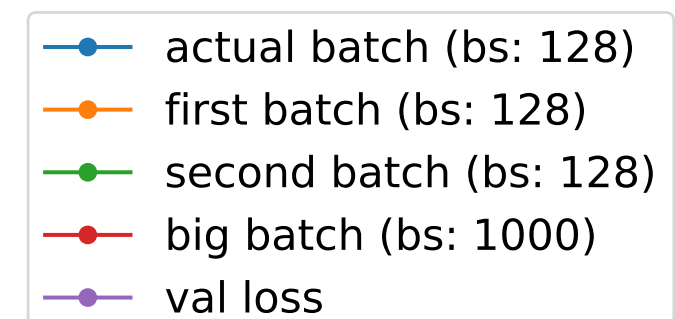 actual batch (bs: 128)
first batch (bs: 128)
second batch (bs: 128)
big batch (bs: 1000)
val loss